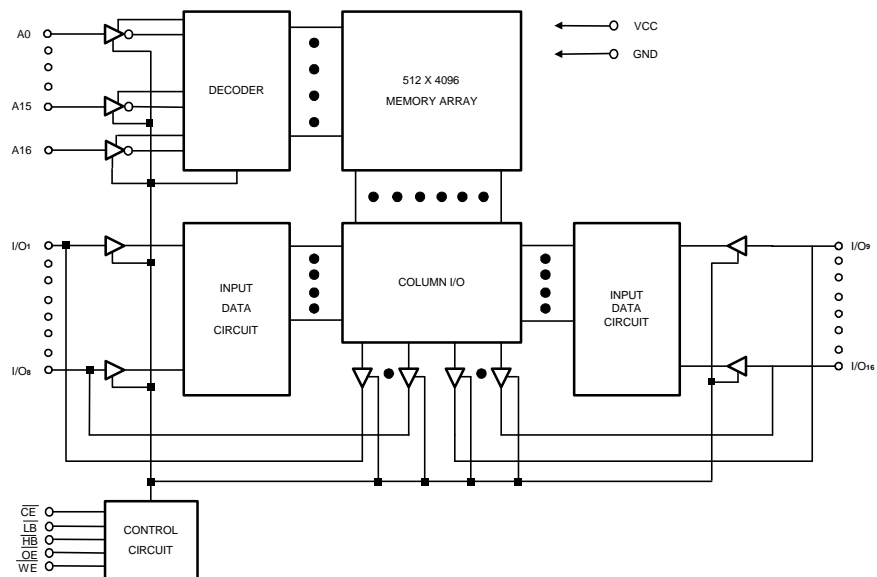 A0
A15
A16
DECODER
512 X 4096
MEMORY ARRAY
VCC
GND
I/O1
I/O8
INPUT
DATA
CIRCUIT
COLUMN I/O
INPUT
DATA
CIRCUIT
I/O9
I/O16
CE
LB
HB
OE
WE
CONTROL
CIRCUIT